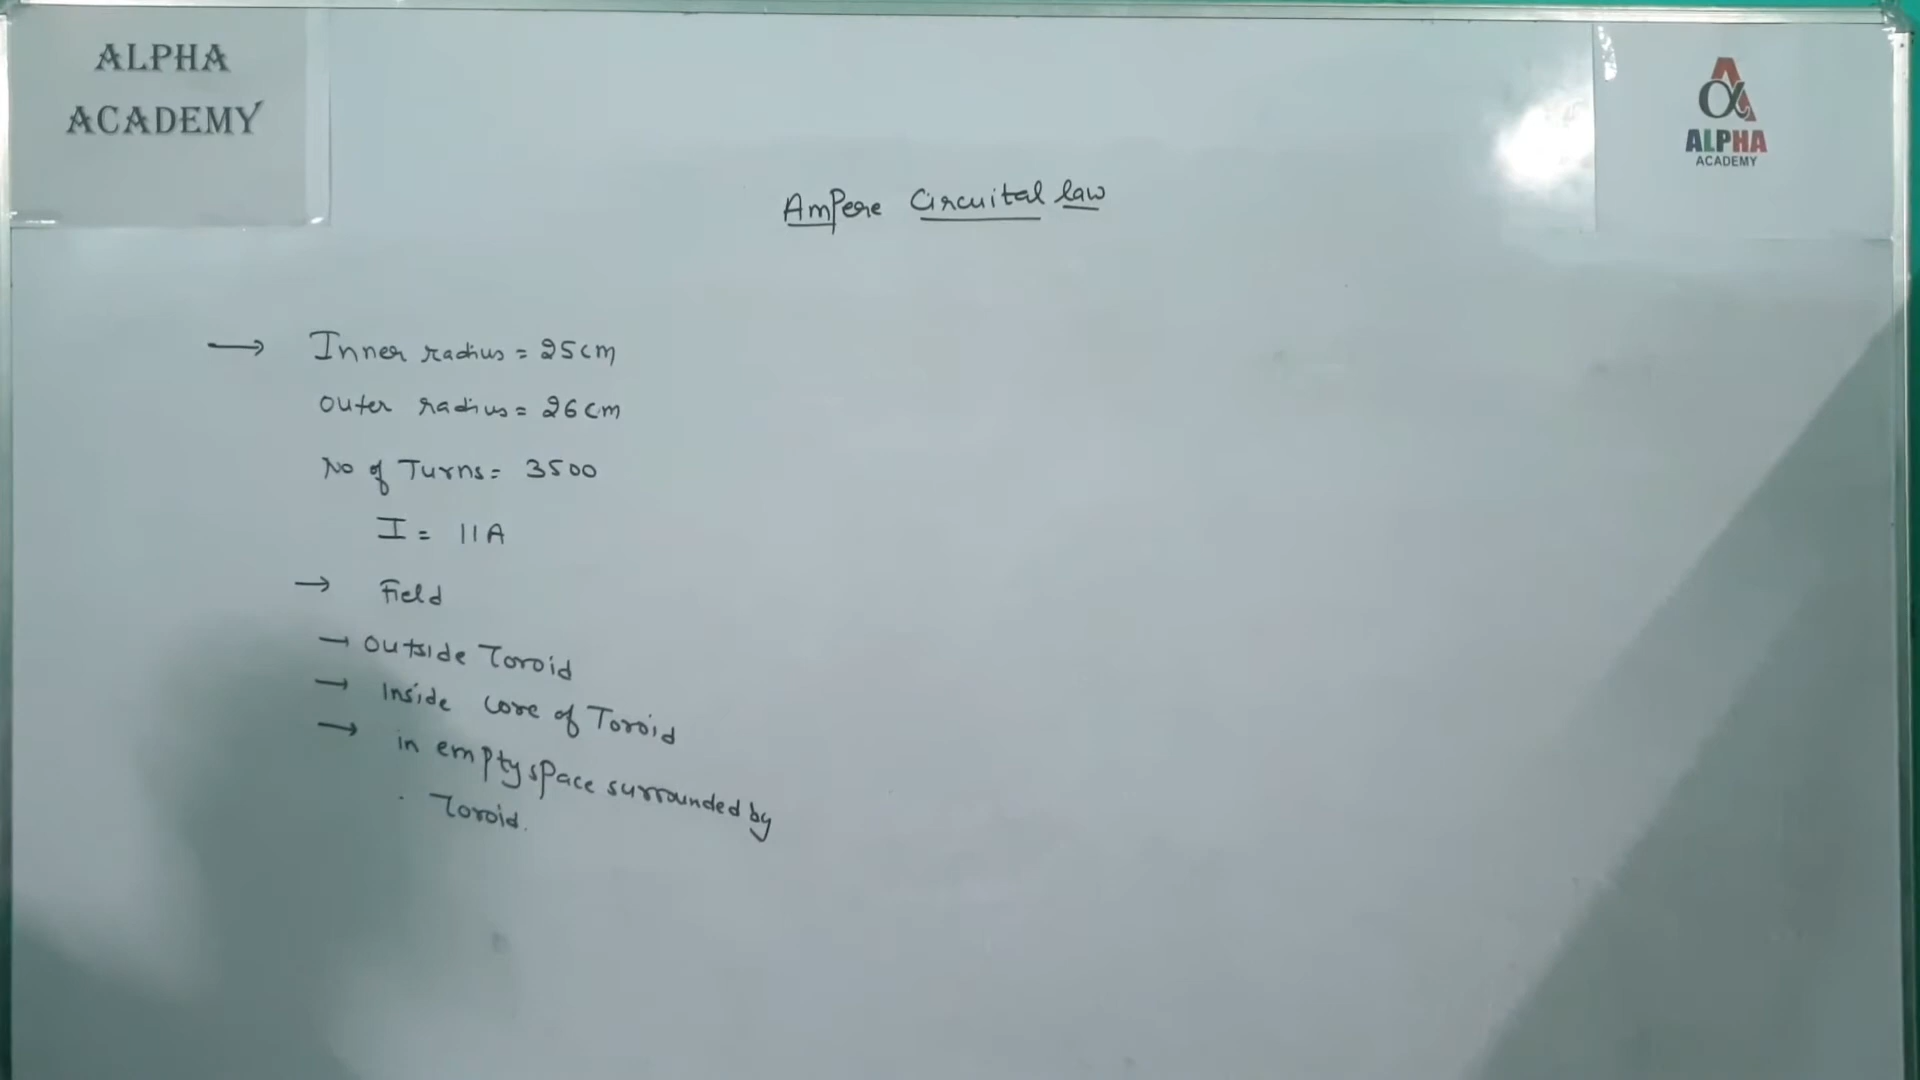 ALPHA
ACADEMY
ALPHA
ACADEMY
Ampere Circuital law
→ Inner radius = 25cm
outer radius = 26cm
No of Turns = 3500
I = 11A
→ Field
→ outside Toroid
→ Inside core of Toroid
→ in empty space surrounded by
Toroid.